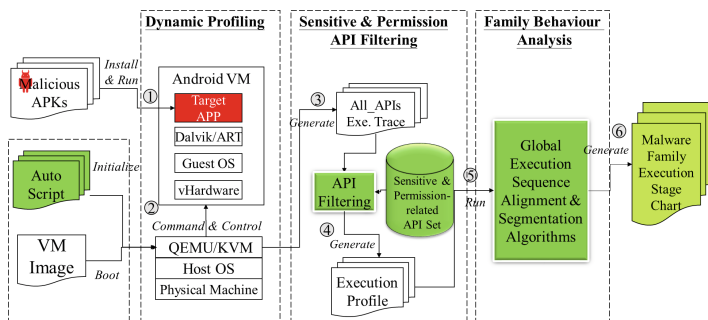 Dynamic Profiling
Sensitive & Permission
API Filtering
Family Behaviour
Analysis
Malicious
APKs
Install
& Run
①
Android VM
Target
APP
Dalvik/ART
Guest OS
vHardware
Auto
Script
Initialize
②
Command & Control
VM
Image
Boot
QEMU/KVM
Host OS
Physical Machine
③
Generate
All_APIs
Exe. Trace
API
Filtering
Sensitive &
Permission-
related
API Set
④
Generate
Execution
Profile
⑤
Run
Global
Execution
Sequence
Alignment &
Segmentation
Algorithms
⑥
Generate
Malware
Family
Execution
Stage
Chart